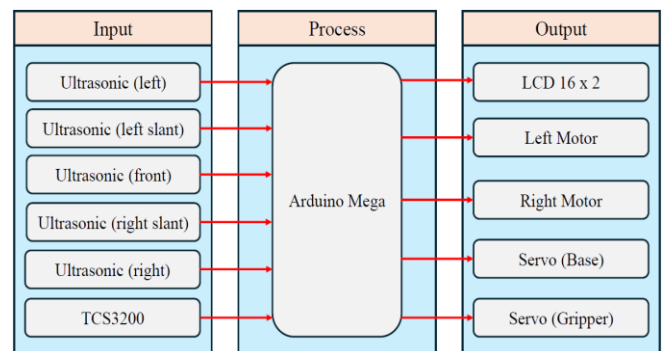 Input
Ultrasonic (left)
Ultrasonic (left slant)
Ultrasonic (front)
Ultrasonic (right slant)
Ultrasonic (right)
TCS3200
Process
Arduino Mega
Output
LCD 16 x 2
Left Motor
Right Motor
Servo (Base)
Servo (Gripper)